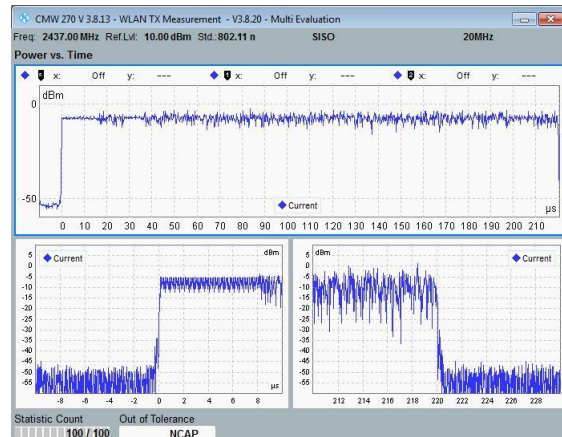 CMW 270 V 3.8.13 - WLAN TX Measurement - V3.8.20 - Multi Evaluation
Freq: 2437.00 MHz Ref.Lvl: 10.00 dBm Std.: 802.11 n SISO 20MHz
Power vs. Time
x: Off y: --- 1 x: Off y: --- 2 x: Off y: ---
dBm
0
-50
Current
µs
0 10 20 30 40 50 60 70 80 90 100 110 120 130 140 150 160 170 180 190 200 210
Current dBm
5
0
-5
-10
-15
-20
-25
-30
-35
-40
-45
-50
-55
µs
-8 -6 -4 -2 0 2 4 6 8
dBm Current
5
0
-5
-10
-15
-20
-25
-30
-35
-40
-45
-50
-55
212 214 216 218 220 222 224 226 228
Statistic Count Out of Tolerance
100 / 100 NCAP